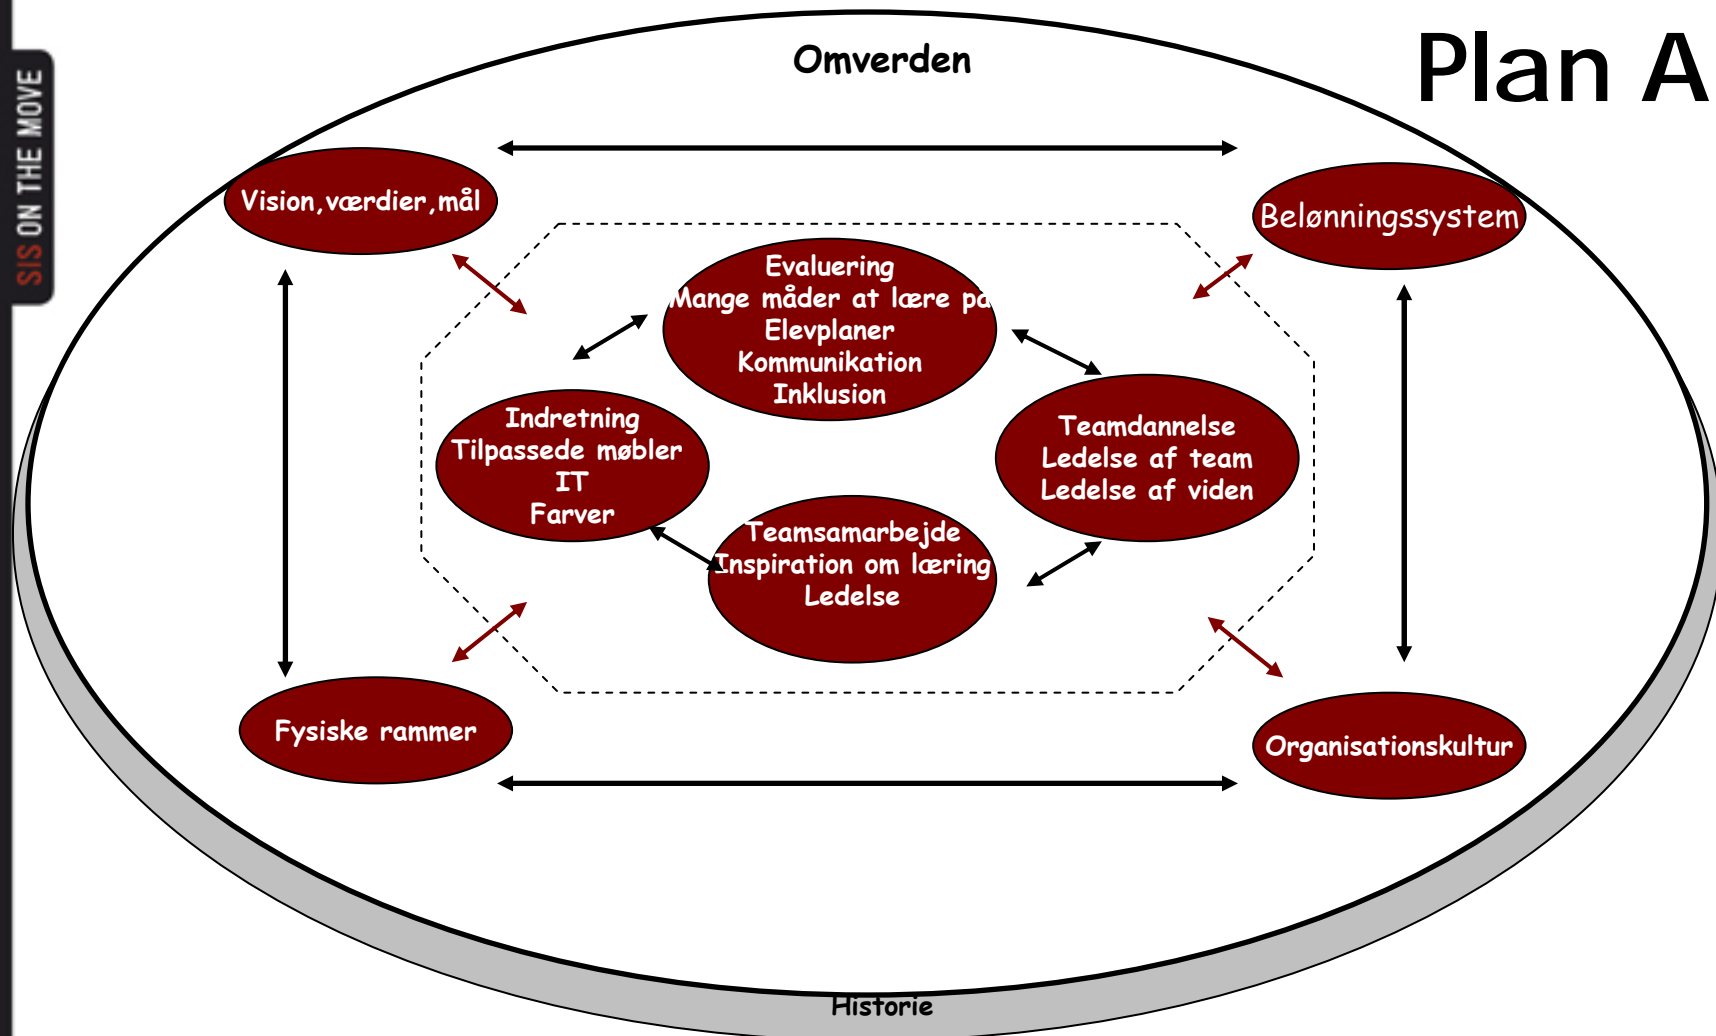 Plan A
Omverden
SIS ON THE MOVE
Vision,værdier,mål
Belønningssystem
Evaluering
Mange måder at lære på
Elevplaner
Kommunikation
Inklusion
Indretning
Tilpassede møbler
IT
Farver
Teamdannelse
Ledelse af team
Ledelse af viden
Teamsamarbejde
Inspiration om læring
Ledelse
Fysiske rammer
Organisationskultur
Historie